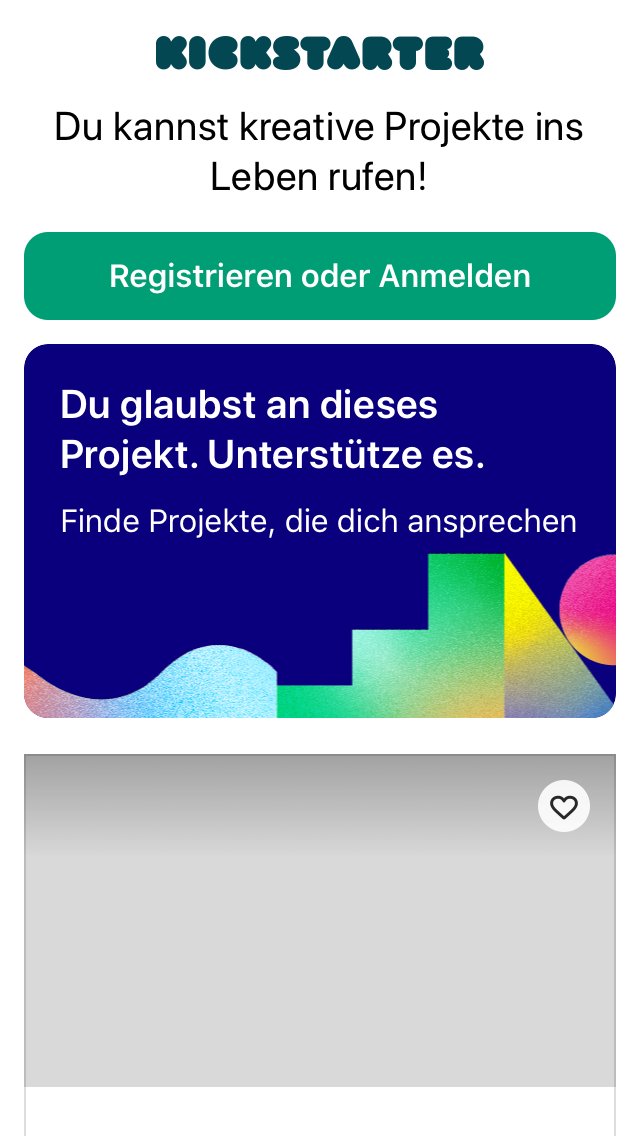 KICKSTARTER
Du kannst kreative Projekte ins
Leben rufen!
Registrieren oder Anmelden
Du glaubst an dieses
Projekt. Unterstütze es.
Finde Projekte, die dich ansprechen